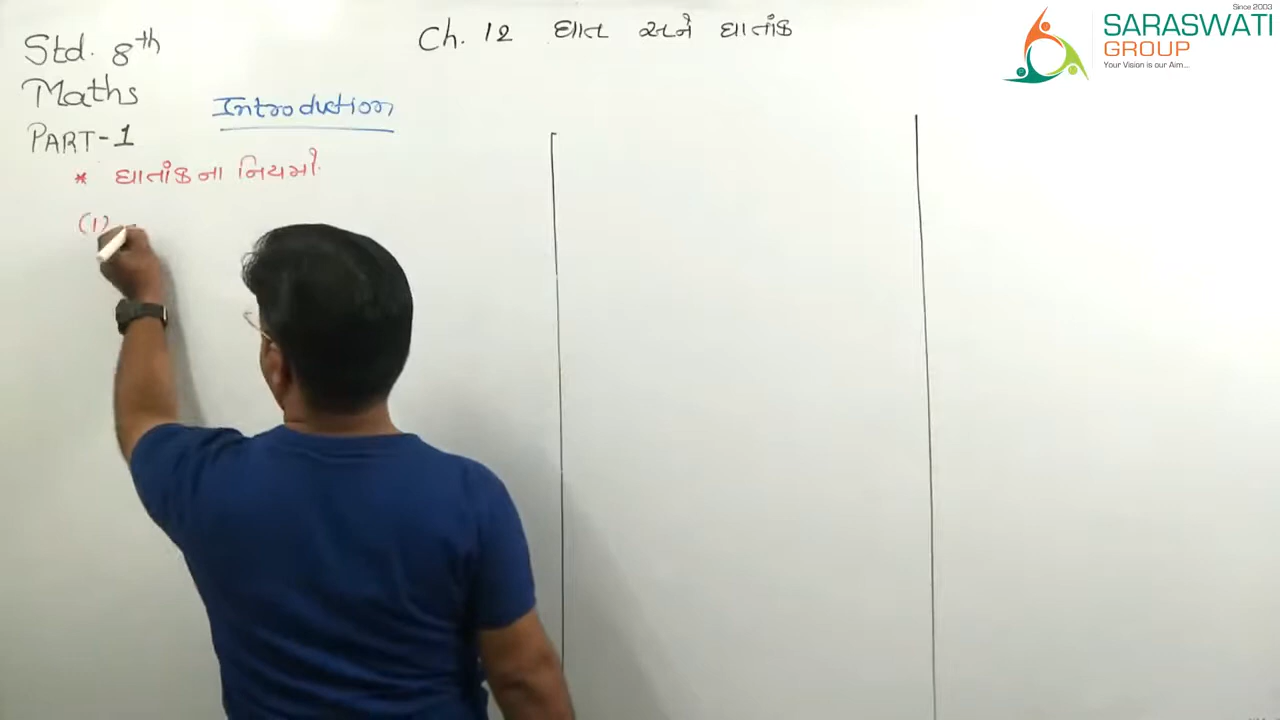 Std. 8th
Maths
PART-1
Ch. 12 ઘાત અને ઘાતાંક
Introduction
* ઘાતાંકના નિયમો.
(1)
Since 2003
SARASWATI
GROUP
Your Vision is our Aim...